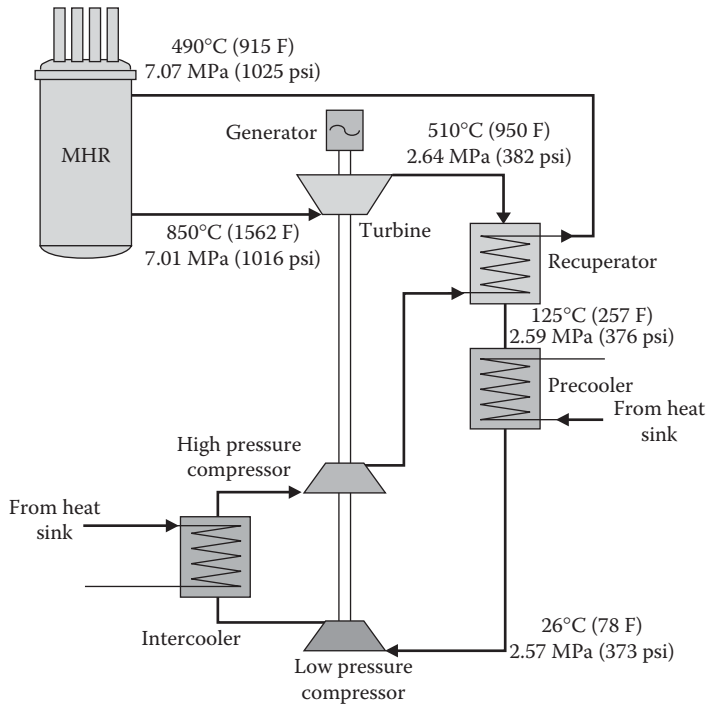 490°C (915 F)
7.07 MPa (1025 psi)
MHR
Generator
510°C (950 F)
2.64 MPa (382 psi)
850°C (1562 F)
7.01 MPa (1016 psi)
Turbine
Recuperator
125°C (257 F)
2.59 MPa (376 psi)
Precooler
From heat
sink
High pressure
compressor
From heat
sink
Intercooler
26°C (78 F)
2.57 MPa (373 psi)
Low pressure
compressor